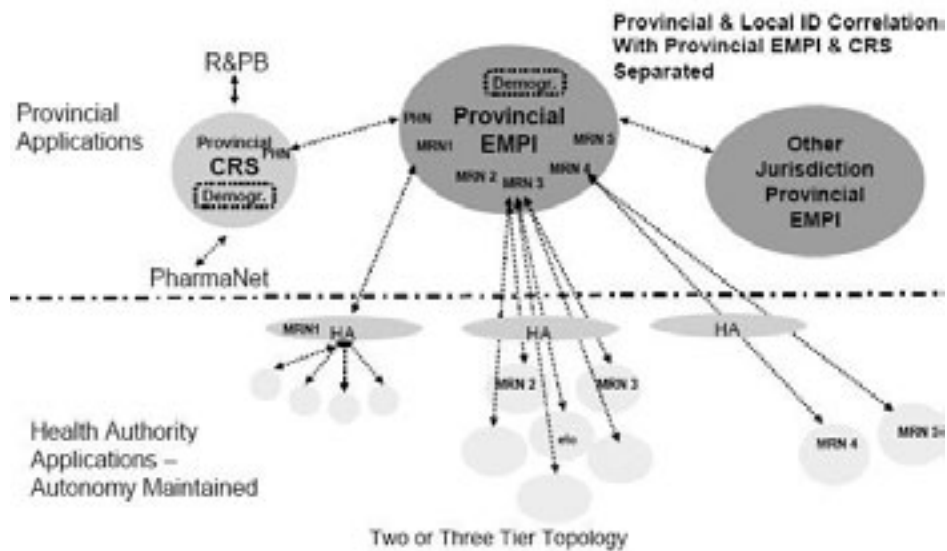 Provincial & Local ID Correlation
With Provincial EMPI & CRS
Separated
R&PB
Provincial
Applications
Provincial
PHN
CRS
Demogr.
PharmaNet
Demogr.
PHN
Provincial
EMPI
MRN1
MRN 2
MRN 3
MRN 4
MRN 5
Other
Jurisdiction
Provincial
EMPI
MRN1
HA
HA
HA
MRN 2
MRN 3
etc
MRN 4
Health Authority
Applications –
Autonomy Maintained
Two or Three Tier Topology